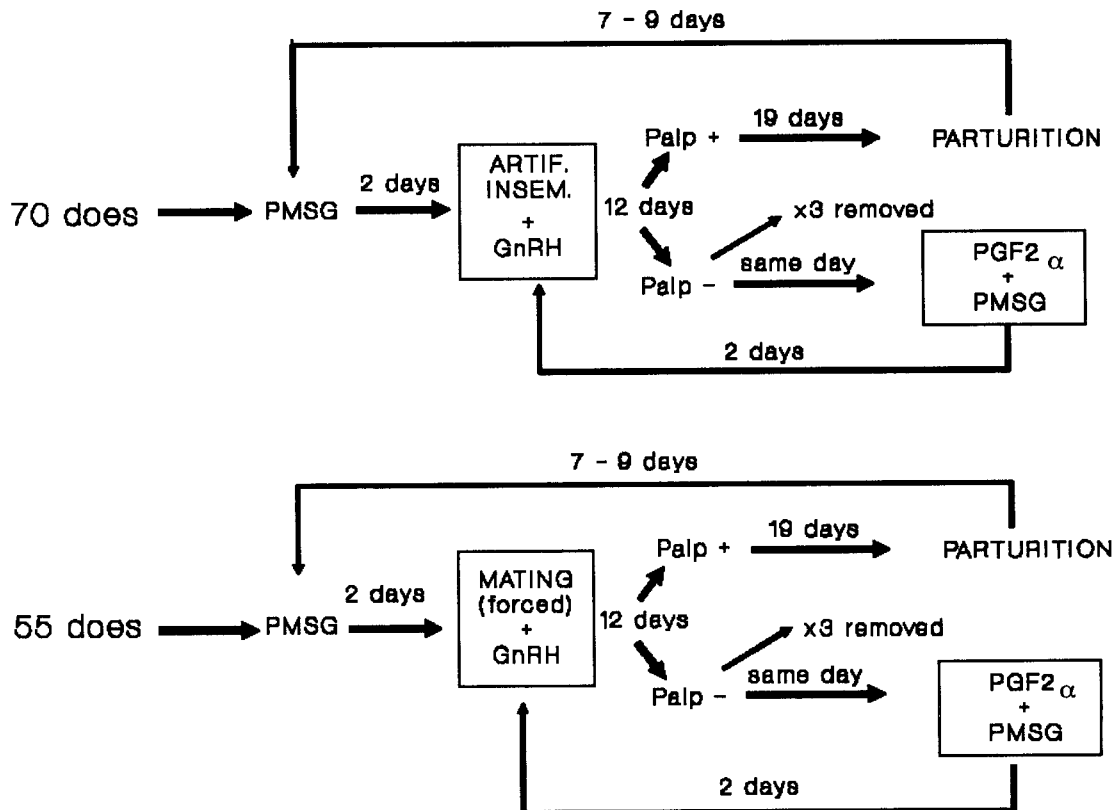 7 - 9 days
19 days
Palp +
PARTURITION
ARTIF.
INSEM.
+
GnRH
2 days
70 does
PMSG
12 days
x3 removed
Palp -
same day
PGF2 α
+
PMSG
2 days
7 - 9 days
19 days
Palp +
PARTURITION
MATING
(forced)
+
GnRH
2 days
55 does
PMSG
12 days
x3 removed
Palp -
same day
PGF2 α
+
PMSG
2 days